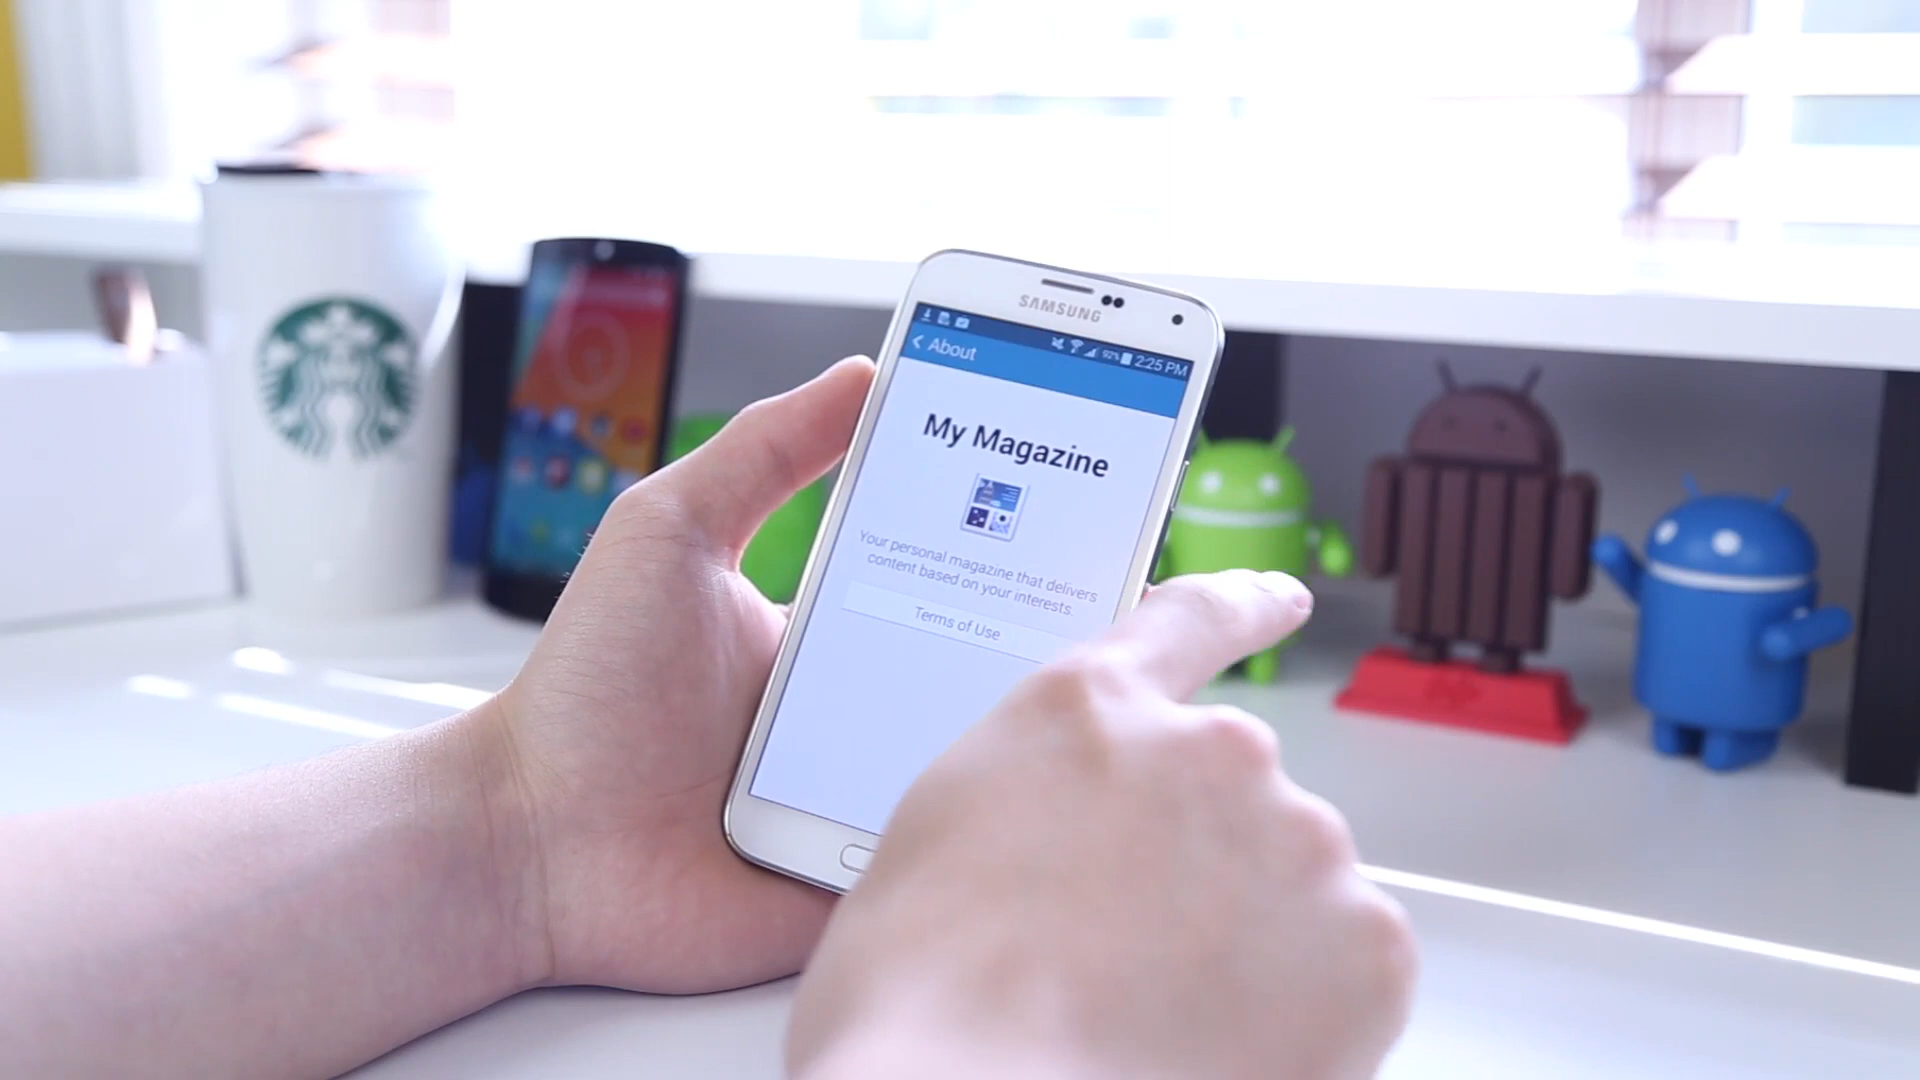 SAMSUNG
92% 2:25 PM
About
My Magazine
Your personal magazine that delivers
content based on your interests.
Terms of Use